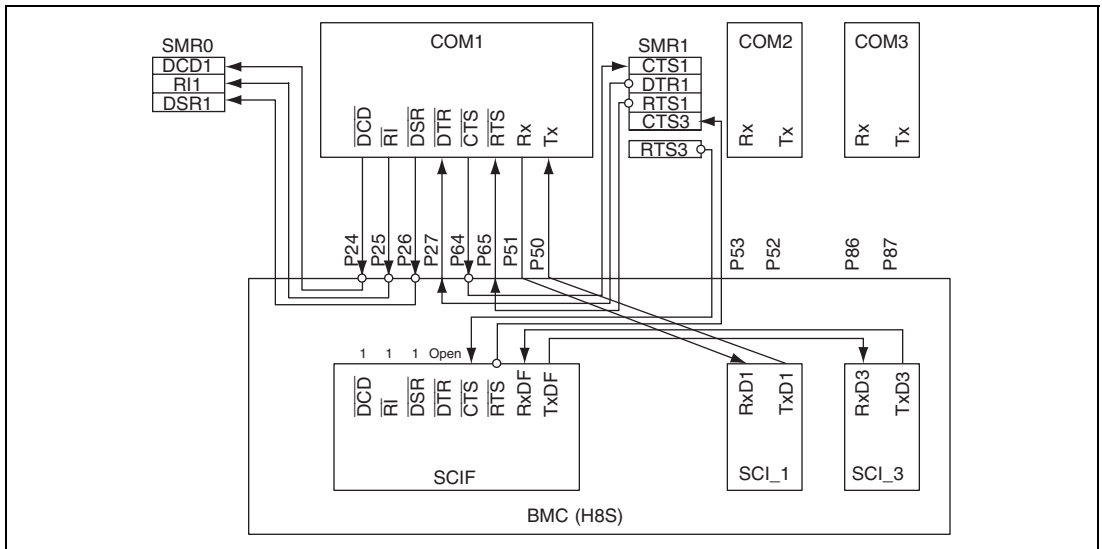 SMR0
DCD1
RI1
DSR1
COM1
DCD
RI
DSR
DTR
CTS
RTS
Rx
Tx
SMR1
CTS1
DTR1
RTS1
CTS3
RTS3
COM2
Rx
Tx
COM3
Rx
Tx
P24
P25
P26
P27
P64
P65
P51
P50
P53
P52
P86
P87
1 1 1 Open
DCD
RI
DSR
DTR
CTS
RTS
RxDF
TxDF
SCIF
RxD1
TxD1
SCI_1
RxD3
TxD3
SCI_3
BMC (H8S)